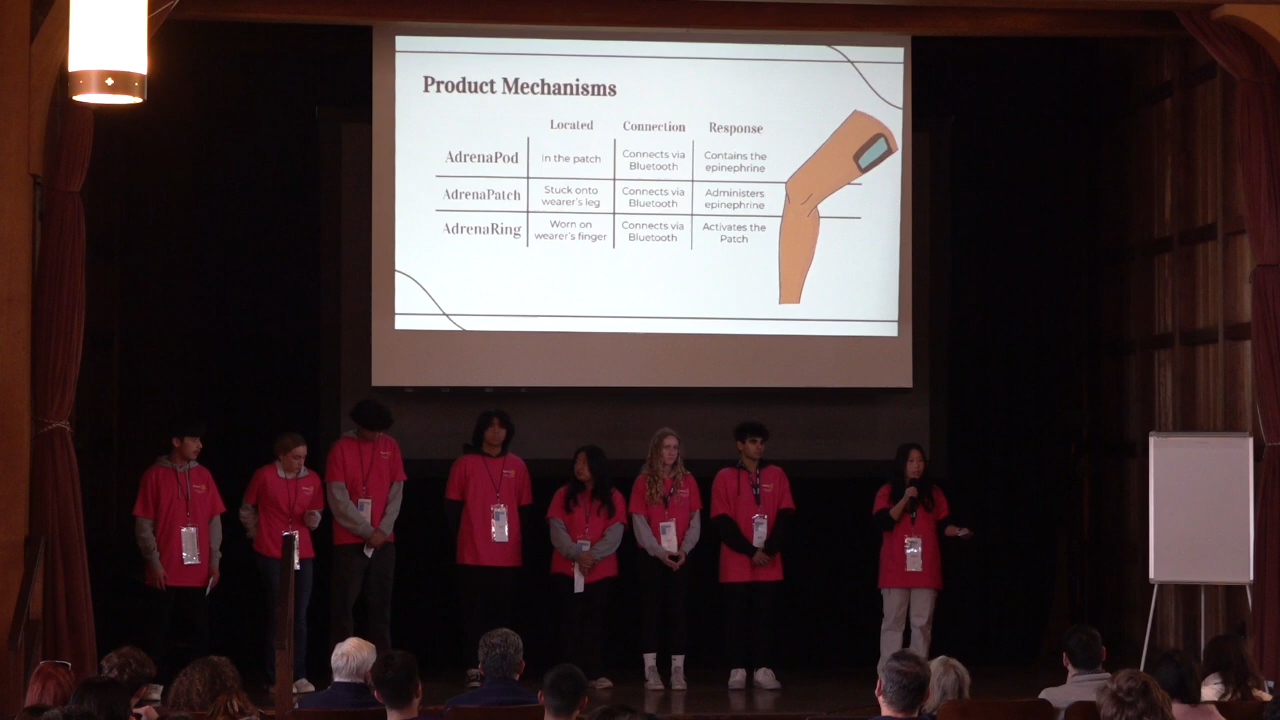 Product Mechanisms
Located Connection Response
AdrenaPod In the patch Connects via Bluetooth Contains the epinephrine
AdrenaPatch Stuck onto wearer's leg Connects via Bluetooth Administers epinephrine
AdrenaRing Worn on wearer's finger Connects via Bluetooth Activates the Patch